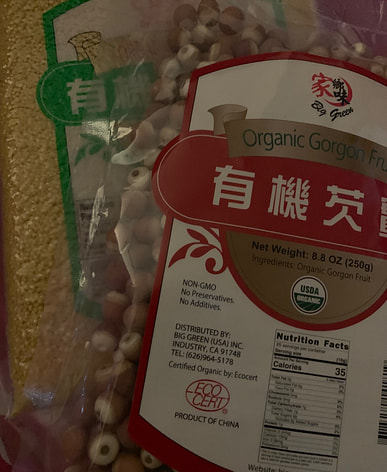 家鄉味
Big Green
Organic Gorgon Fru
有機芡
Net Weight: 8.8 OZ (250g)
Ingredients: Organic Gorgon Fruit
USDA
ORGANIC
NON-GMO
No Preservatives.
No Additives.
DISTRIBUTED BY:
BIG GREEN (USA) INC.
INDUSTRY, CA 91748
TEL: (626)964-5178
Certified Organic by: Ecocert
ECO
CERT
PRODUCT OF CHINA
Nutrition Facts
Calories 35
有機